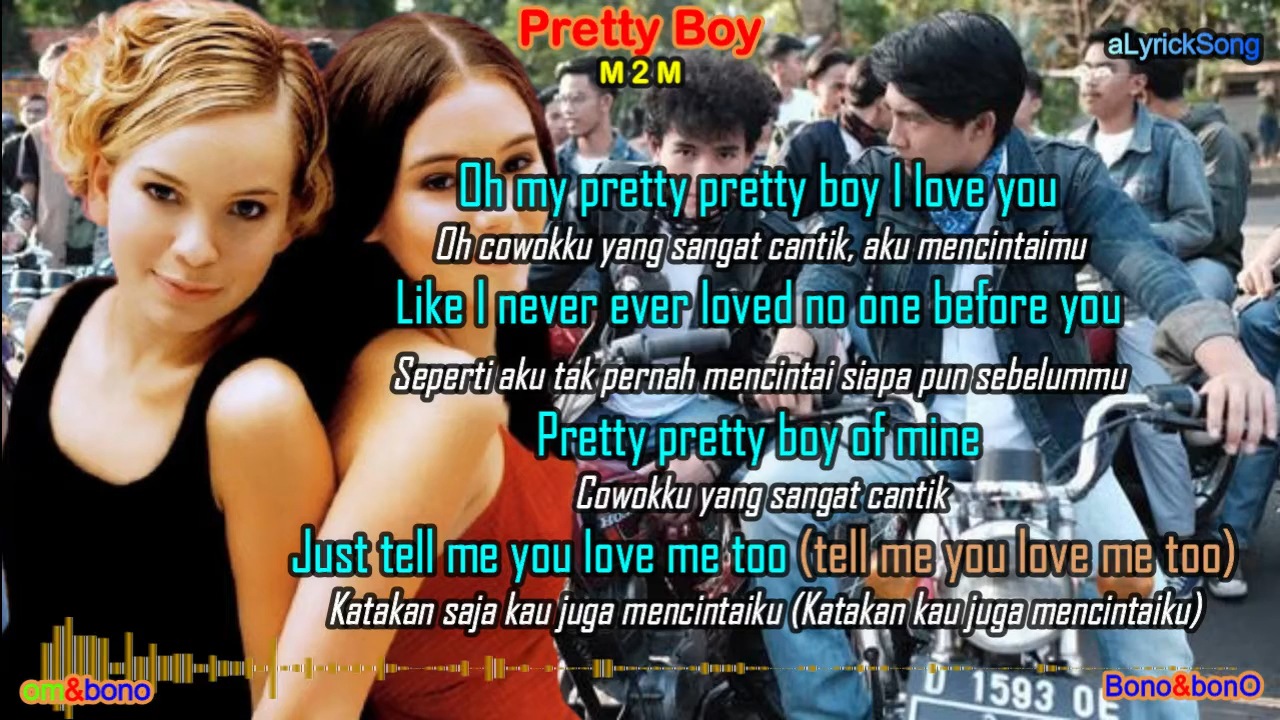 Pretty Boy
M 2 M
aLyrickSong
Oh my pretty pretty boy I love you
Oh cowokku yang sangat cantik, aku mencintaimu
Like I never ever loved no one before you
Seperti aku tak pernah mencintai siapa pun sebelummu
Pretty pretty boy of mine
Cowokku yang sangat cantik
Just tell me you love me too (tell me you love me too)
Katakan saja kau juga mencintaiku (Katakan kau juga mencintaiku)
om&bono
Bono&bonO
D 1593 OE